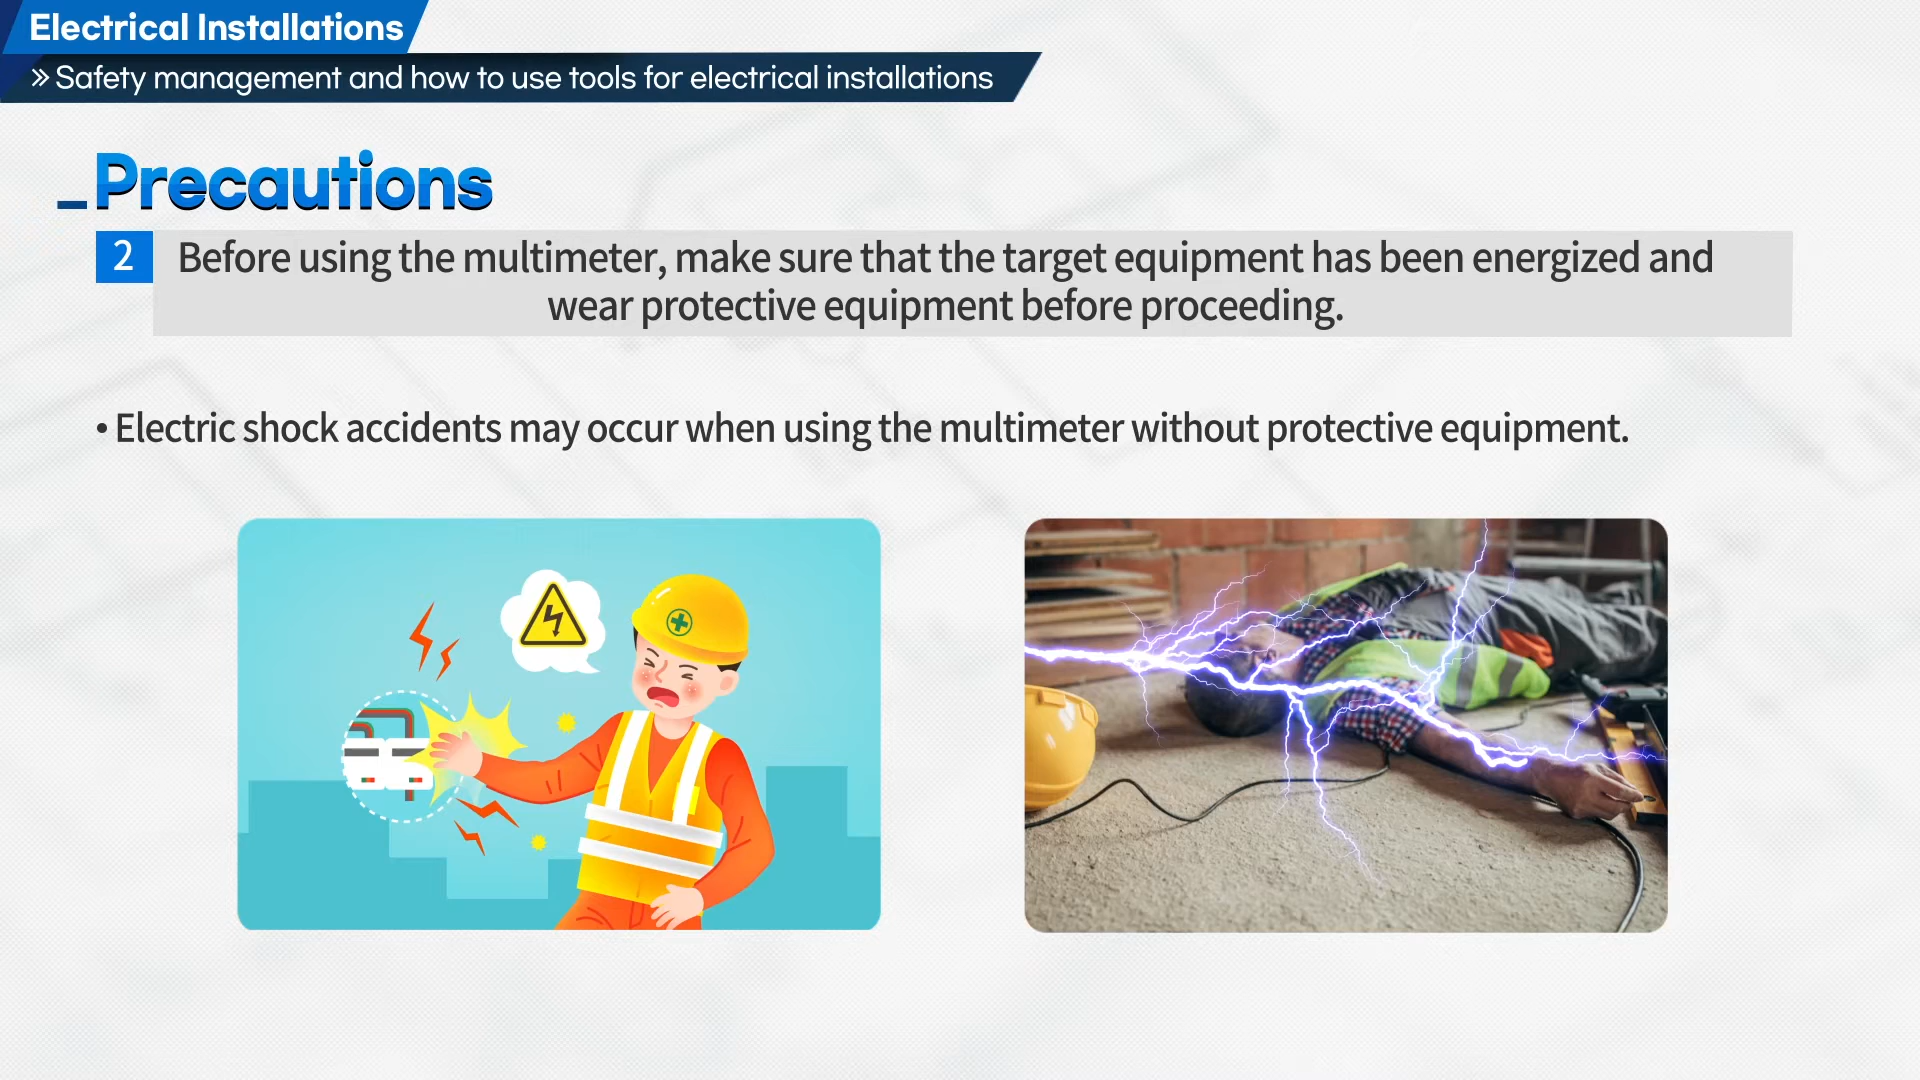 Electrical Installations
» Safety management and how to use tools for electrical installations
Precautions
2
Before using the multimeter, make sure that the target equipment has been energized and
wear protective equipment before proceeding.
• Electric shock accidents may occur when using the multimeter without protective equipment.